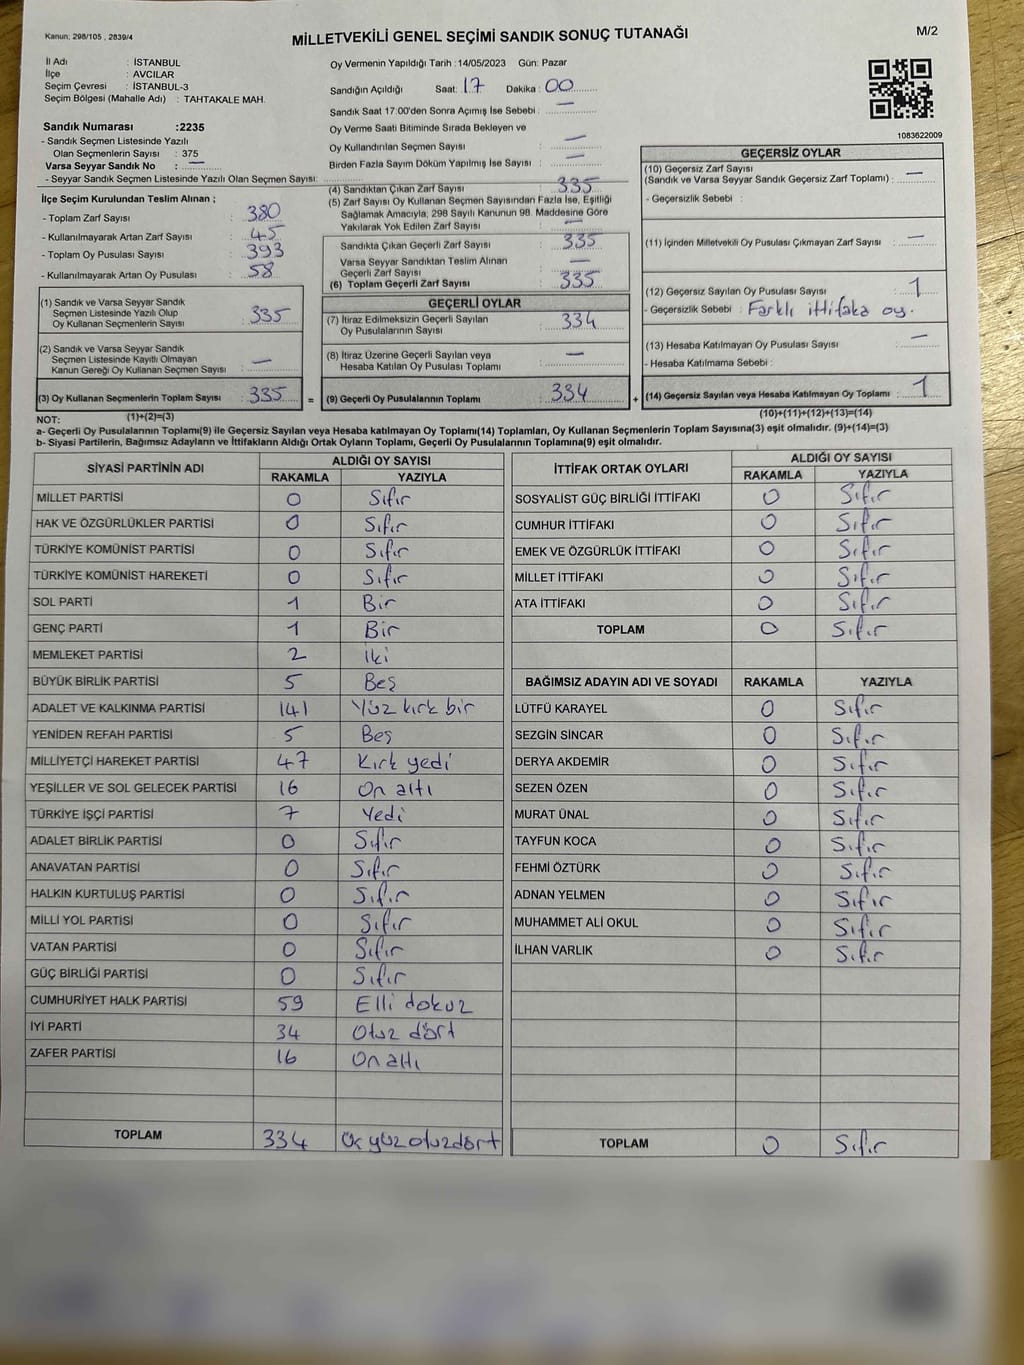 Kanun; 298/105 , 2839/4
MİLLETVEKİLİ GENEL SEÇİMİ SANDIK SONUÇ TUTANAĞI
M/2
İl Adı : İSTANBUL
İlçe : AVCILAR
Seçim Çevresi : İSTANBUL-3
Seçim Bölgesi (Mahalle Adı) : TAHTAKALE MAH.
Sandık Numarası :2235
- Sandık Seçmen Listesinde Yazılı
Olan Seçmenlerin Sayısı : 375
Varsa Seyyar Sandık No : —
- Seyyar Sandık Seçmen Listesinde Yazılı Olan Seçmen Sayısı:
Oy Vermenin Yapıldığı Tarih :14/05/2023 Gün: Pazar
Sandığın Açıldığı Saat: 17 Dakika : 00
Sandık Saat 17:00'den Sonra Açımış İse Sebebi : —
Oy Verme Saati Bitiminde Sırada Bekleyen ve
Oy Kullandırılan Seçmen Sayısı : —
Birden Fazla Sayım Döküm Yapılmış İse Sayısı : —
1083622009
İlçe Seçim Kurulundan Teslim Alınan ;
- Toplam Zarf Sayısı : 380
- Kullanılmayarak Artan Zarf Sayısı : 45
- Toplam Oy Pusulası Sayısı : 393
- Kullanılmayarak Artan Oy Pusulası : 58
(1) Sandık ve Varsa Seyyar Sandık
Seçmen Listesinde Yazılı Olup
Oy Kullanan Seçmenlerin Sayısı : 335
(2) Sandık ve Varsa Seyyar Sandık
Seçmen Listesinde Kayıtlı Olmayan
Kanun Gereği Oy Kullanan Seçmen Sayısı : —
(3) Oy Kullanan Seçmenlerin Toplam Sayısı : 335 =
(1)+(2)=(3)
(4) Sandıktan Çıkan Zarf Sayısı : 335
(5) Zarf Sayısı Oy Kullanan Seçmen Sayısından Fazla İse, Eşitliği
Sağlamak Amacıyla, 298 Sayılı Kanunun 98. Maddesine Göre
Yakılarak Yok Edilen Zarf Sayısı : —
Sandıkta Çıkan Geçerli Zarf Sayısı : 335
Varsa Seyyar Sandıktan Teslim Alınan
Geçerli Zarf Sayısı : —
(6) Toplam Geçerli Zarf Sayısı : 335
GEÇERLİ OYLAR
(7) İtiraz Edilmeksizin Geçerli Sayılan
Oy Pusulalarının Sayısı : 334
(8) İtiraz Üzerine Geçerli Sayılan veya
Hesaba Katılan Oy Pusulası Toplamı : —
(9) Geçerli Oy Pusulalarının Toplamı : 334 +
GEÇERSİZ OYLAR
(10) Geçersiz Zarf Sayısı
(Sandık ve Varsa Seyyar Sandık Geçersiz Zarf Toplamı) : —
- Geçersizlik Sebebi :
(11) İçinden Milletvekili Oy Pusulası Çıkmayan Zarf Sayısı : —
(12) Geçersiz Sayılan Oy Pusulası Sayısı : 1
- Geçersizlik Sebebi : Farklı ittifaka oy.
(13) Hesaba Katılmayan Oy Pusulası Sayısı : —
- Hesaba Katılmama Sebebi :
(14) Geçersiz Sayılan veya Hesaba Katılmayan Oy Toplamı : 1
(10)+(11)+(12)+(13)=(14)
NOT:
a- Geçerli Oy Pusulalarının Toplamı(9) ile Geçersiz Sayılan veya Hesaba katılmayan Oy Toplamı(14) Toplamları, Oy Kullanan Seçmenlerin Toplam Sayısına(3) eşit olmalıdır. (9)+(14)=(3)
b- Siyasi Partilerin, Bağımsız Adayların ve İttifakların Aldığı Ortak Oyların Toplamı, Geçerli Oy Pusulalarının Toplamına(9) eşit olmalıdır.
SİYASİ PARTİNİN ADI ALDIĞI OY SAYISI
RAKAMLA YAZIYLA
MİLLET PARTİSİ 0 Sıfır
HAK VE ÖZGÜRLÜKLER PARTİSİ 0 Sıfır
TÜRKİYE KOMÜNİST PARTİSİ 0 Sıfır
TÜRKİYE KOMÜNİST HAREKETİ 0 Sıfır
SOL PARTİ 1 Bir
GENÇ PARTİ 1 Bir
MEMLEKET PARTİSİ 2 İki
BÜYÜK BİRLİK PARTİSİ 5 Beş
ADALET VE KALKINMA PARTİSİ 141 Yüz kırk bir
YENİDEN REFAH PARTİSİ 5 Beş
MİLLİYETÇİ HAREKET PARTİSİ 47 Kırk yedi
YEŞİLLER VE SOL GELECEK PARTİSİ 16 On altı
TÜRKİYE İŞÇİ PARTİSİ 7 Yedi
ADALET BİRLİK PARTİSİ 0 Sıfır
ANAVATAN PARTİSİ 0 Sıfır
HALKIN KURTULUŞ PARTİSİ 0 Sıfır
MİLLİ YOL PARTİSİ 0 Sıfır
VATAN PARTİSİ 0 Sıfır
GÜÇ BİRLİĞİ PARTİSİ 0 Sıfır
CUMHURİYET HALK PARTİSİ 59 Elli dokuz
İYİ PARTİ 34 Otuz dört
ZAFER PARTİSİ 16 On altı
TOPLAM 334 Üç yüz otuz dört
İTTİFAK ORTAK OYLARI ALDIĞI OY SAYISI
RAKAMLA YAZIYLA
SOSYALİST GÜÇ BİRLİĞİ İTTİFAKI 0 Sıfır
CUMHUR İTTİFAKI 0 Sıfır
EMEK VE ÖZGÜRLÜK İTTİFAKI 0 Sıfır
MİLLET İTTİFAKI 0 Sıfır
ATA İTTİFAKI 0 Sıfır
TOPLAM 0 Sıfır
BAĞIMSIZ ADAYIN ADI VE SOYADI RAKAMLA YAZIYLA
LÜTFÜ KARAYEL 0 Sıfır
SEZGİN SİNCAR 0 Sıfır
DERYA AKDEMİR 0 Sıfır
SEZEN ÖZEN 0 Sıfır
MURAT ÜNAL 0 Sıfır
TAYFUN KOCA 0 Sıfır
FEHMİ ÖZTÜRK 0 Sıfır
ADNAN YELMEN 0 Sıfır
MUHAMMET ALİ OKUL 0 Sıfır
İLHAN VARLIK 0 Sıfır
TOPLAM 0 Sıfır